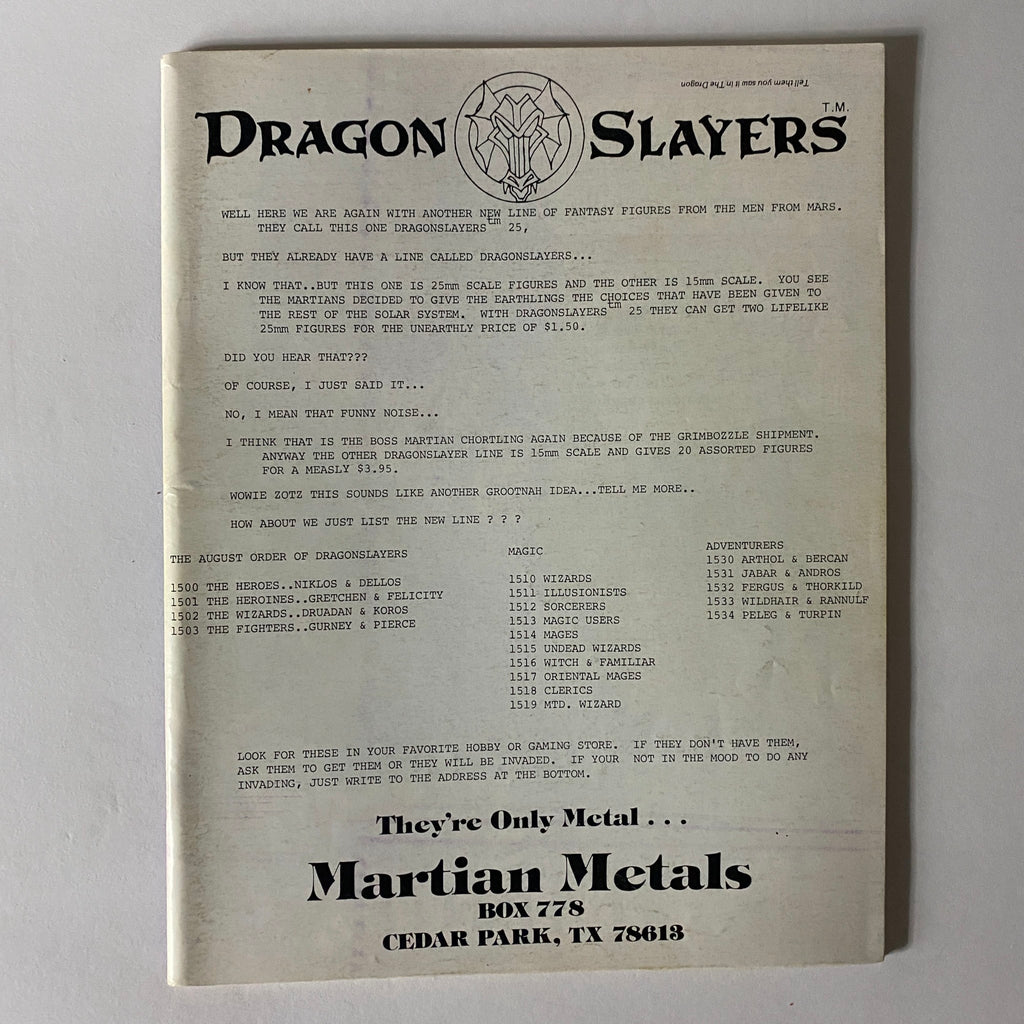 Tell them you saw it in The Dragon
DRAGON SLAYERS T.M.
WELL HERE WE ARE AGAIN WITH ANOTHER NEW LINE OF FANTASY FIGURES FROM THE MEN FROM MARS.
THEY CALL THIS ONE DRAGONSLAYERS tm 25,
BUT THEY ALREADY HAVE A LINE CALLED DRAGONSLAYERS...
I KNOW THAT..BUT THIS ONE IS 25mm SCALE FIGURES AND THE OTHER IS 15mm SCALE. YOU SEE
THE MARTIANS DECIDED TO GIVE THE EARTHLINGS THE CHOICES THAT HAVE BEEN GIVEN TO
THE REST OF THE SOLAR SYSTEM. WITH DRAGONSLAYERS tm 25 THEY CAN GET TWO LIFELIKE
25mm FIGURES FOR THE UNEARTHLY PRICE OF $1.50.
DID YOU HEAR THAT???
OF COURSE, I JUST SAID IT...
NO, I MEAN THAT FUNNY NOISE...
I THINK THAT IS THE BOSS MARTIAN CHORTLING AGAIN BECAUSE OF THE GRIMBOZZLE SHIPMENT.
ANYWAY THE OTHER DRAGONSLAYER LINE IS 15mm SCALE AND GIVES 20 ASSORTED FIGURES
FOR A MEASLY $3.95.
WOWIE ZOTZ THIS SOUNDS LIKE ANOTHER GROOTNAH IDEA...TELL ME MORE..
HOW ABOUT WE JUST LIST THE NEW LINE ? ? ?
THE AUGUST ORDER OF DRAGONSLAYERS
1500 THE HEROES..NIKLOS & DELLOS
1501 THE HEROINES..GRETCHEN & FELICITY
1502 THE WIZARDS..DRUADAN & KOROS
1503 THE FIGHTERS..GURNEY & PIERCE
MAGIC
1510 WIZARDS
1511 ILLUSIONISTS
1512 SORCERERS
1513 MAGIC USERS
1514 MAGES
1515 UNDEAD WIZARDS
1516 WITCH & FAMILIAR
1517 ORIENTAL MAGES
1518 CLERICS
1519 MTD. WIZARD
ADVENTURERS
1530 ARTHOL & BERCAN
1531 JABAR & ANDROS
1532 FERGUS & THORKILD
1533 WILDHAIR & RANNULF
1534 PELEG & TURPIN
LOOK FOR THESE IN YOUR FAVORITE HOBBY OR GAMING STORE. IF THEY DON'T HAVE THEM,
ASK THEM TO GET THEM OR THEY WILL BE INVADED. IF YOUR NOT IN THE MOOD TO DO ANY
INVADING, JUST WRITE TO THE ADDRESS AT THE BOTTOM.
They're Only Metal . . .
Martian Metals
BOX 778
CEDAR PARK, TX 78613